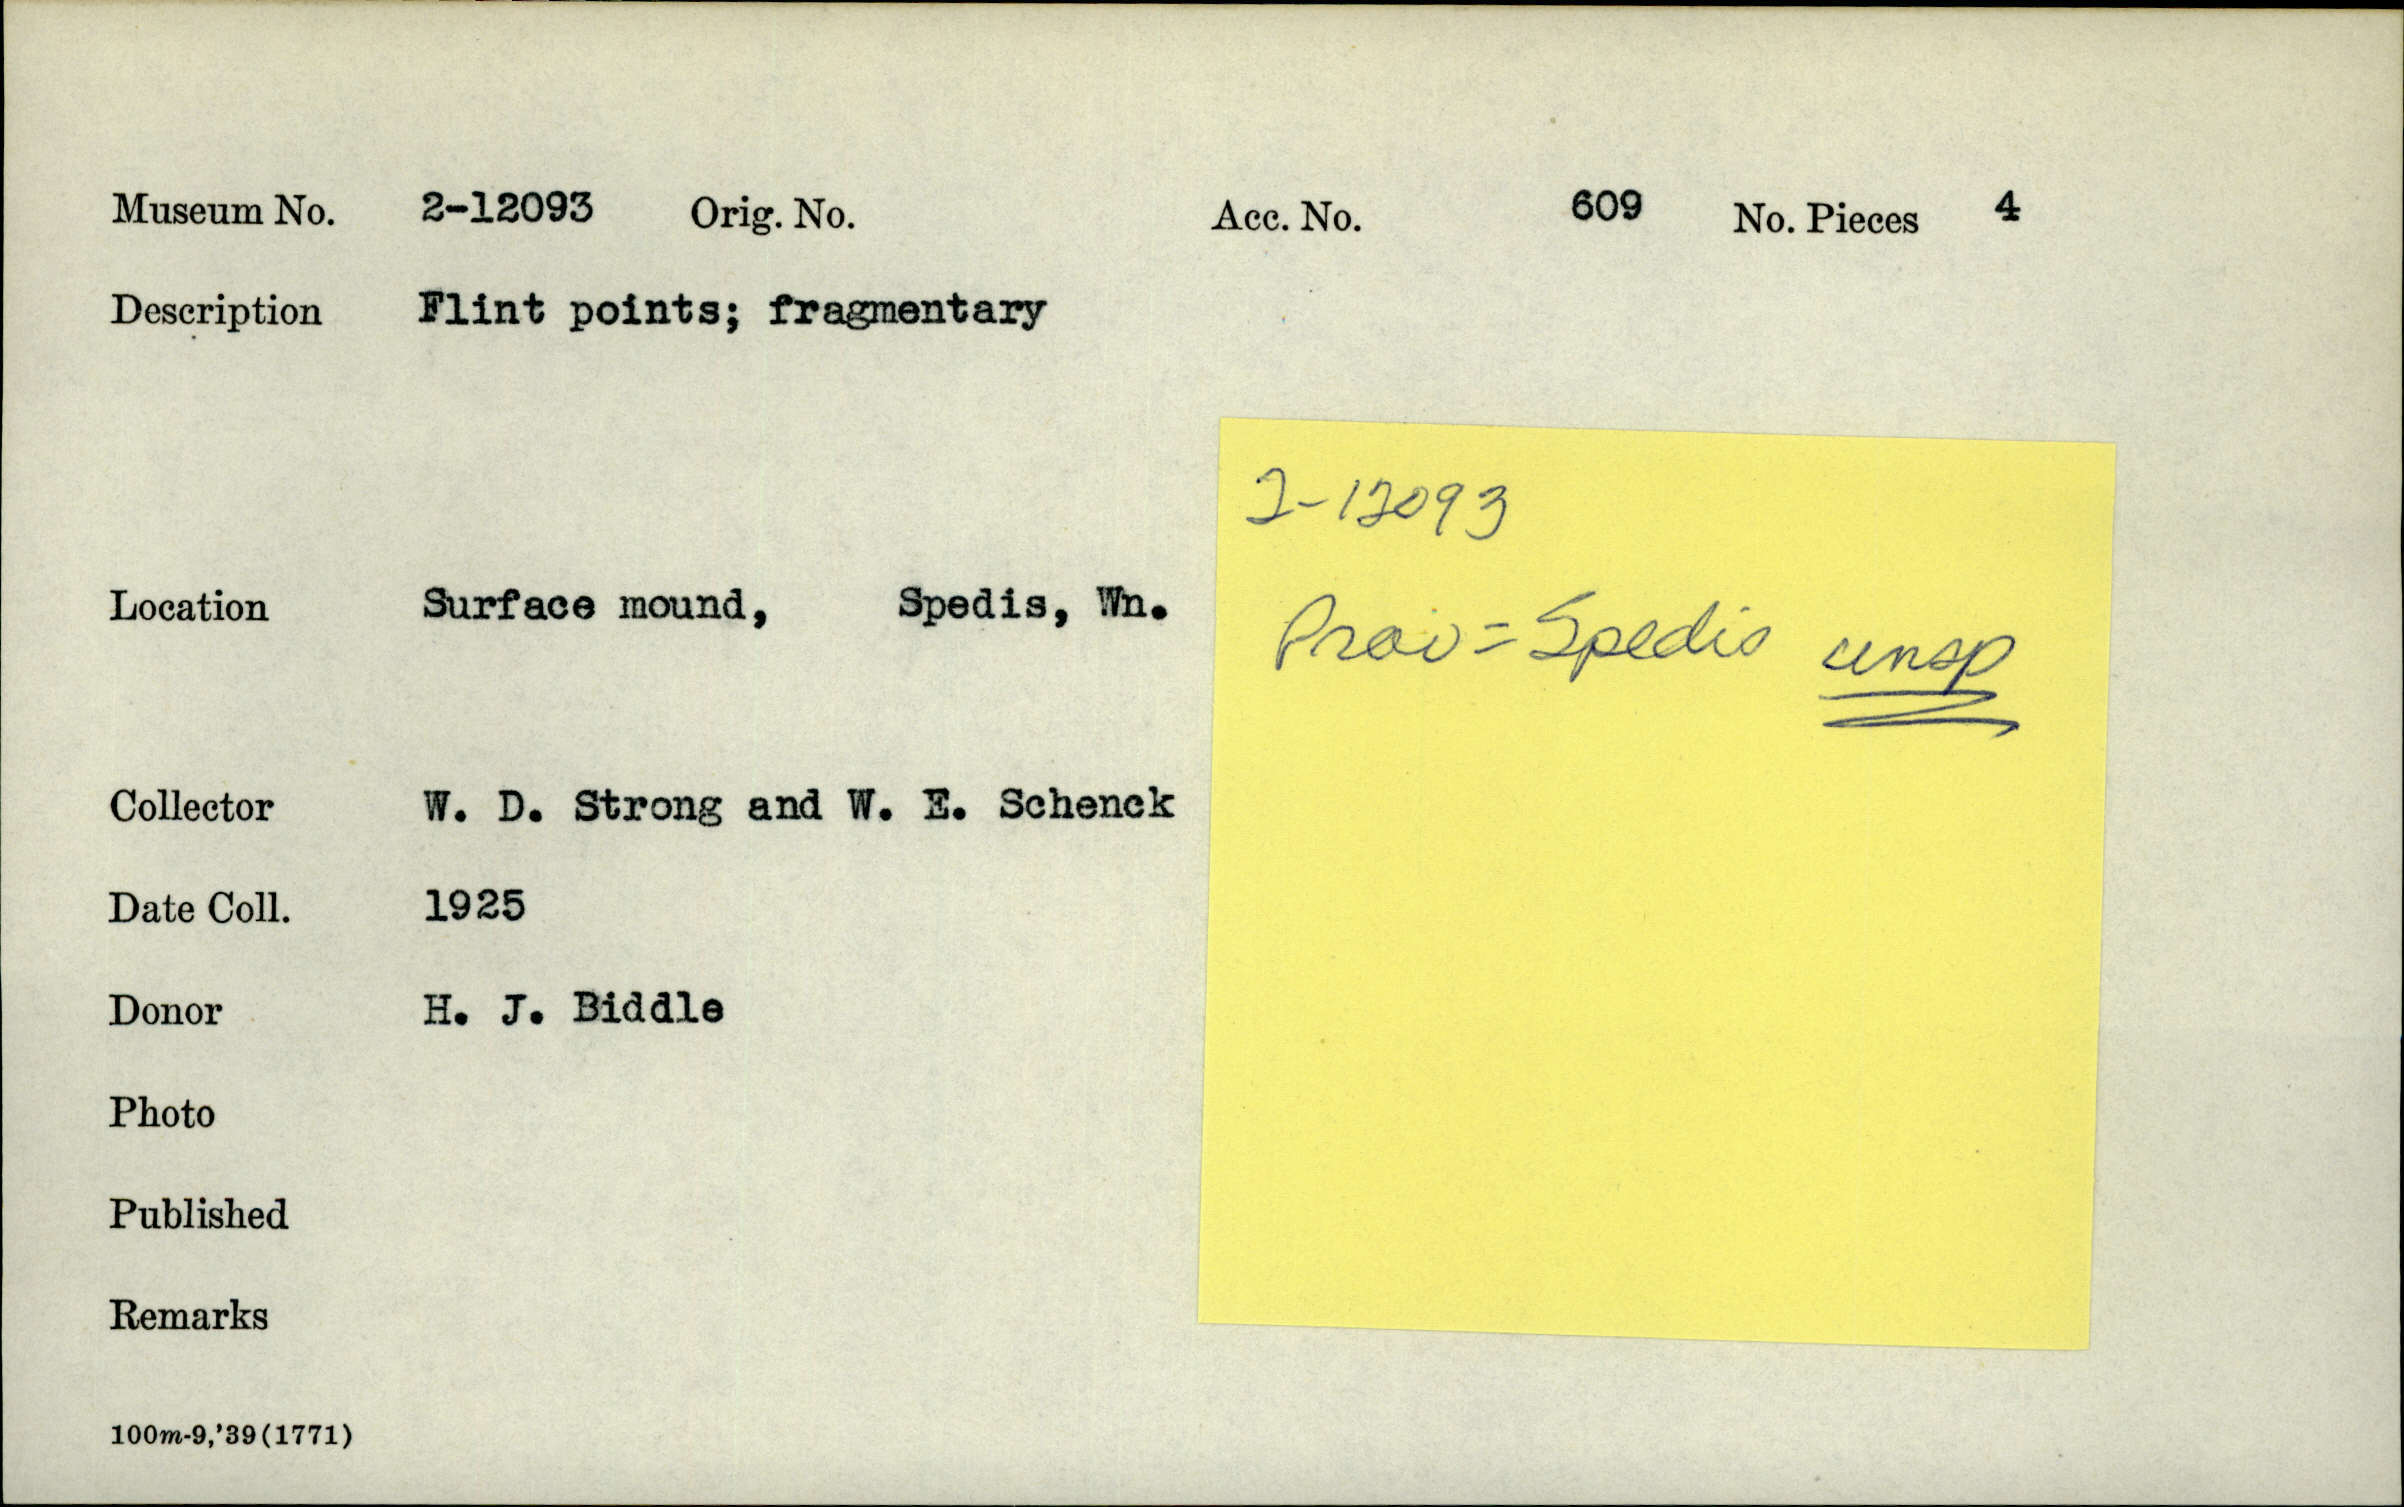 Museum No. 2-12093 Orig. No. Acc. No. 609 No. Pieces 4
Description Flint points; fragmentary
2-12093
Location Surface mound, Spedis, Wn.
Prov = Spedis unsp
Collector W. D. Strong and W. E. Schenck
Date Coll. 1925
Donor H. J. Biddle
Photo
Published
Remarks
100m-9,'39(1771)